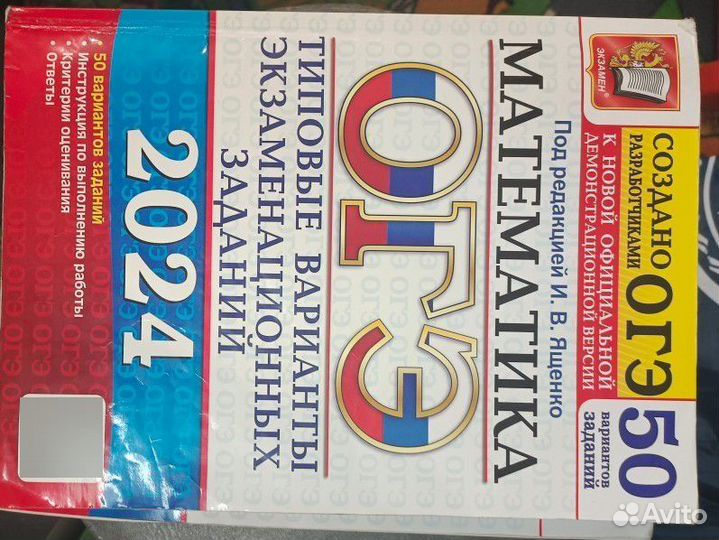 ЭКЗАМЕН®
СОЗДАНО
РАЗРАБОТЧИКАМИ
ОГЭ
К НОВОЙ ОФИЦИАЛЬНОЙ
ДЕМОНСТРАЦИОННОЙ ВЕРСИИ
50
вариантов
заданий
Под редакцией И. В. Ященко
МАТЕМАТИКА
ОГЭ
ТИПОВЫЕ ВАРИАНТЫ
ЭКЗАМЕНАЦИОННЫХ
ЗАДАНИЙ
2024
• 50 вариантов заданий
• Инструкция по выполнению работы
• Критерии оценивания
• Ответы
Avito